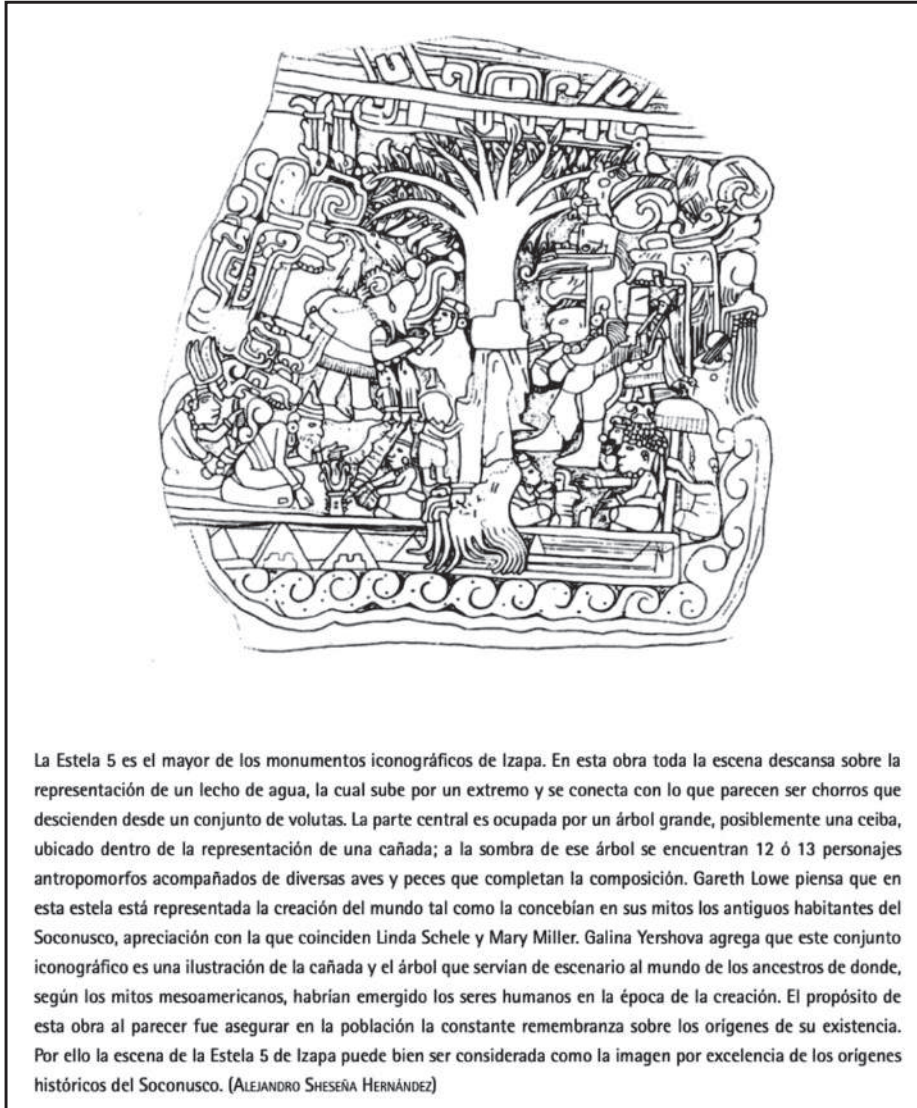 La Estela 5 es el mayor de los monumentos iconográficos de Izapa. En esta obra toda la escena descansa sobre la
representación de un lecho de agua, la cual sube por un extremo y se conecta con lo que parecen ser chorros que
descienden desde un conjunto de volutas. La parte central es ocupada por un árbol grande, posiblemente una ceiba,
ubicado dentro de la representación de una cañada; a la sombra de ese árbol se encuentran 12 ó 13 personajes
antropomorfos acompañados de diversas aves y peces que completan la composición. Gareth Lowe piensa que en
esta estela está representada la creación del mundo tal como la concebían en sus mitos los antiguos habitantes del
Soconusco, apreciación con la que coinciden Linda Schele y Mary Miller. Galina Yershova agrega que este conjunto
iconográfico es una ilustración de la cañada y el árbol que servían de escenario al mundo de los ancestros de donde,
según los mitos mesoamericanos, habrían emergido los seres humanos en la época de la creación. El propósito de
esta obra al parecer fue asegurar en la población la constante remembranza sobre los orígenes de su existencia.
Por ello la escena de la Estela 5 de Izapa puede bien ser considerada como la imagen por excelencia de los orígenes
históricos del Soconusco. (ALEJANDRO SHESEÑA HERNÁNDEZ)